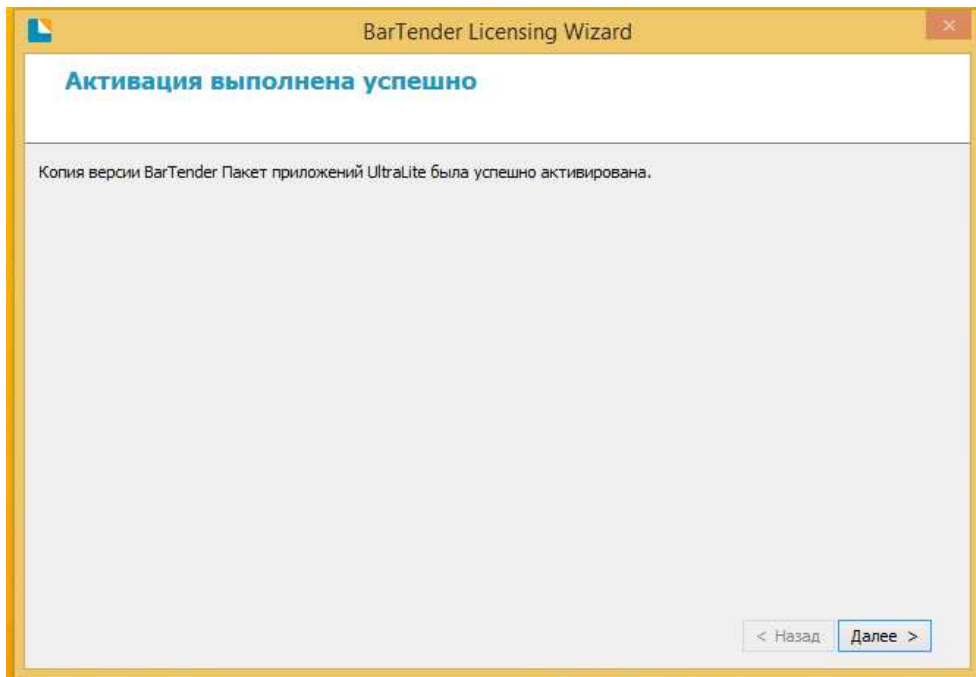 BarTender Licensing Wizard
Активация выполнена успешно
Копия версии BarTender Пакет приложений UltraLite была успешно активирована.
< Назад
Далее >